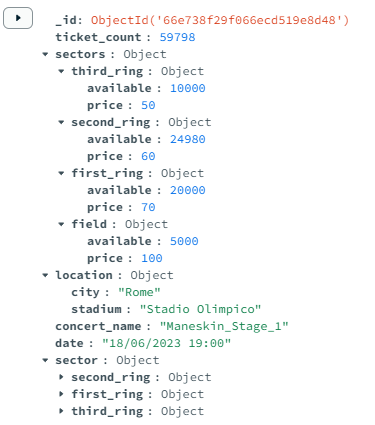 _id: ObjectId('66e738f29f066ecd519e8d48')
ticket_count : 59798
sectors : Object
third_ring : Object
available : 10000
price : 50
second_ring : Object
available : 24980
price : 60
first_ring : Object
available : 20000
price : 70
field : Object
available : 5000
price : 100
location : Object
city : "Rome"
stadium : "Stadio Olimpico"
concert_name : "Maneskin_Stage_1"
date : "18/06/2023 19:00"
sector : Object
second_ring : Object
first_ring : Object
third_ring : Object